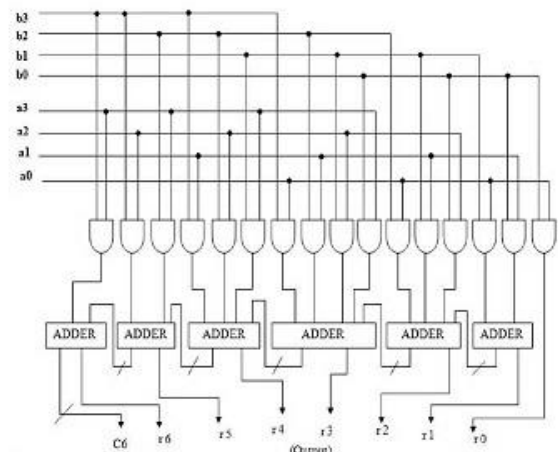 b3
b2
b1
b0
a3
a2
a1
a0
ADDER ADDER ADDER ADDER ADDER ADDER
C6 r6 r5 r4 r3 r2 r1 r0
(Output)